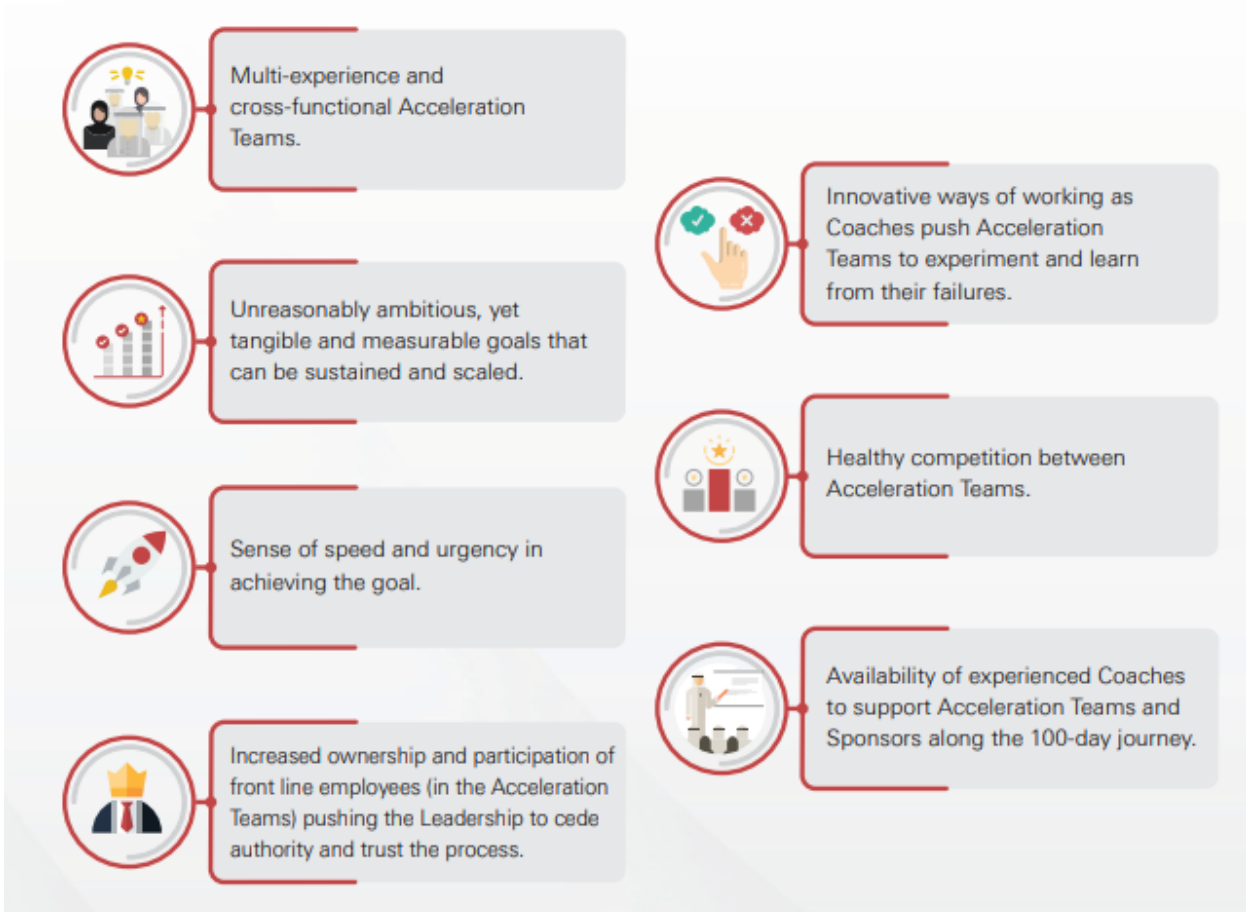 Multi-experience and
cross-functional Acceleration
Teams.
Unreasonably ambitious, yet
tangible and measurable goals that
can be sustained and scaled.
Sense of speed and urgency in
achieving the goal.
Increased ownership and participation of
front line employees (in the Acceleration
Teams) pushing the Leadership to cede
authority and trust the process.
Innovative ways of working as
Coaches push Acceleration
Teams to experiment and learn
from their failures.
Healthy competition between
Acceleration Teams.
Availability of experienced Coaches
to support Acceleration Teams and
Sponsors along the 100-day journey.